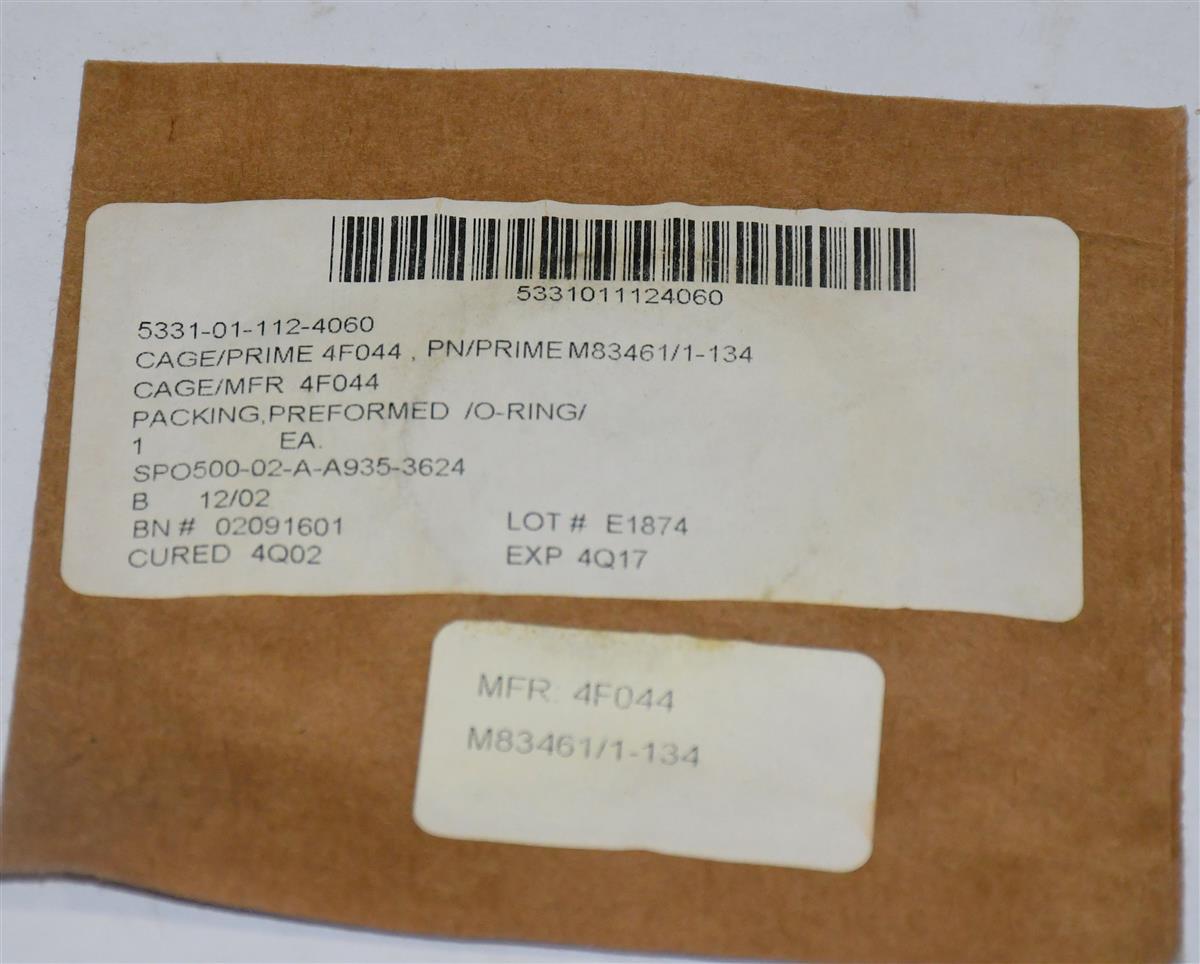 5331011124060
5331-01-112-4060
CAGE/PRIME 4F044 , PN/PRIME M83461/1-134
CAGE/MFR 4F044
PACKING,PREFORMED /O-RING/
1 EA.
SPO500-02-A-A935-3624
B 12/02
BN # 02091601 LOT # E1874
CURED 4Q02 EXP 4Q17
MFR: 4F044
M83461/1-134